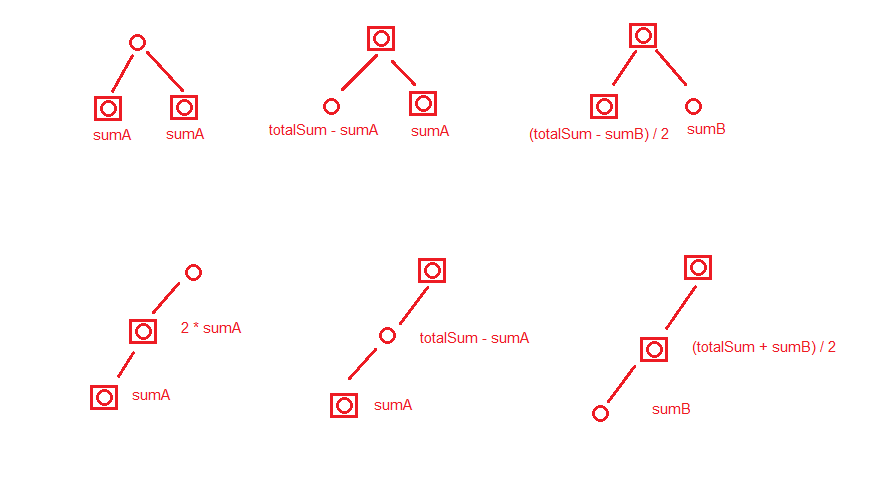 sumA
sumA
totalSum - sumA
sumA
(totalSum - sumB) / 2
sumB
2 * sumA
sumA
totalSum - sumA
sumA
(totalSum + sumB) / 2
sumB